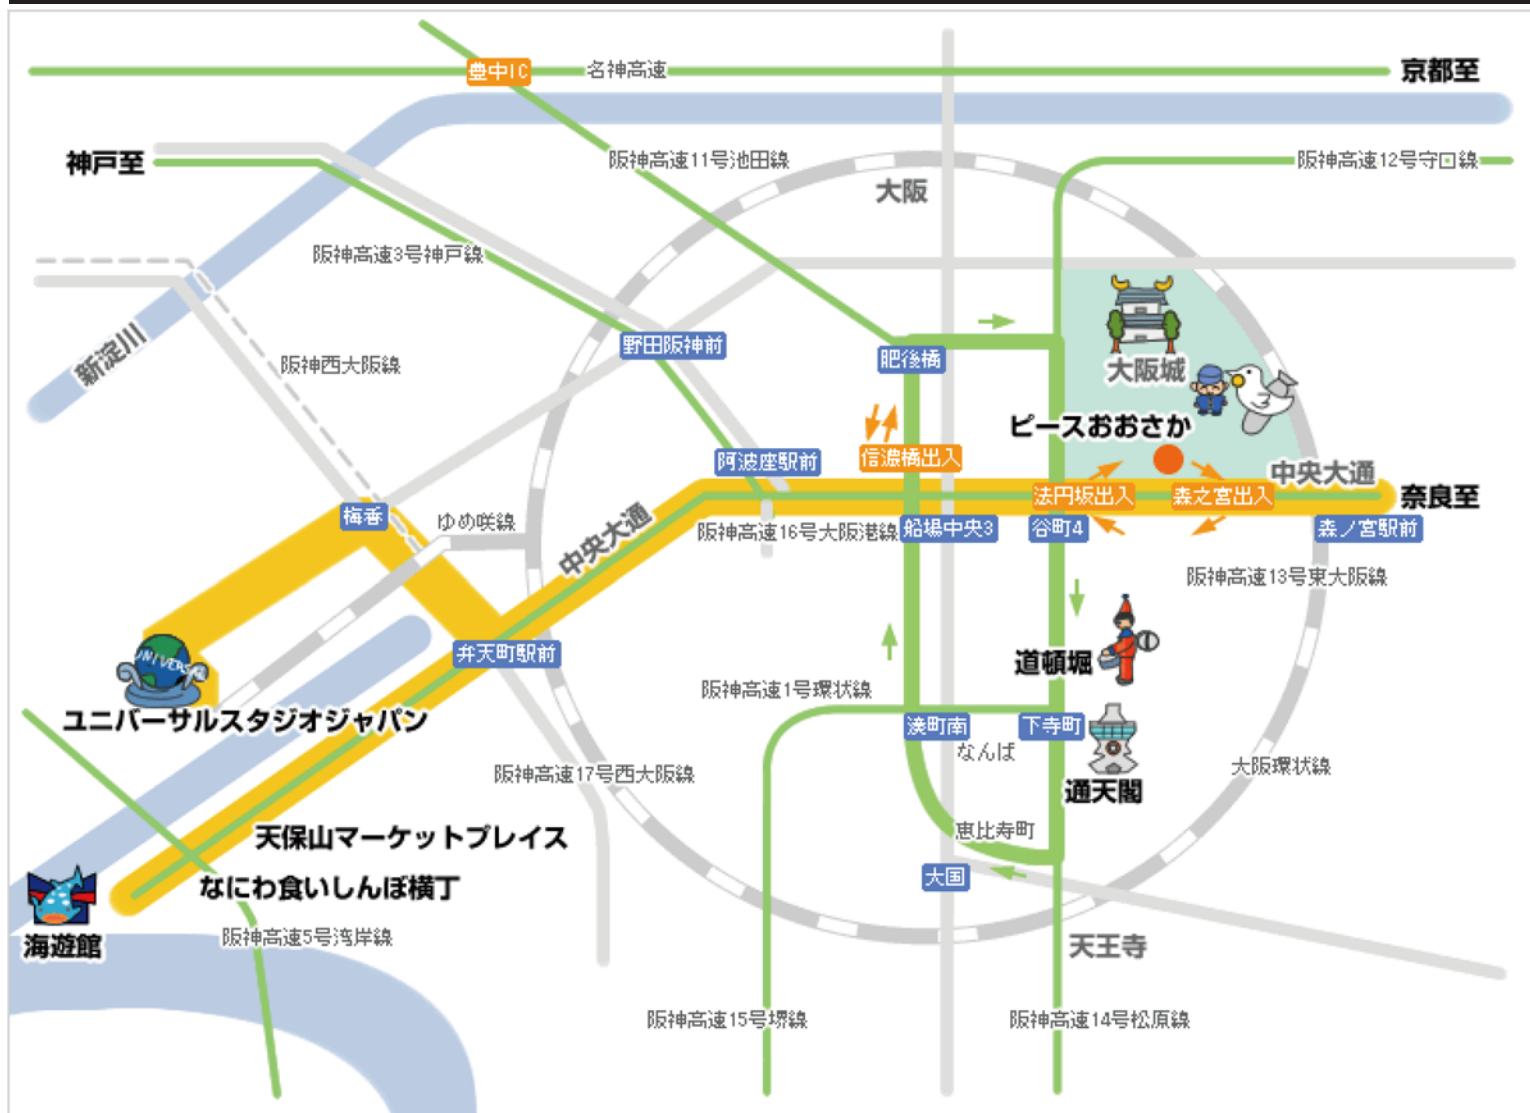 豊中IC
名神高速
京都至
神戸至
阪神高速11号池田線
阪神高速12号守口線
大阪
阪神高速3号神戸線
新淀川
阪神西大阪線
野田阪神前
肥後橋
大阪城
ピースおおさか
阿波座駅前
信濃橋出入
中央大通
法円坂出入
森之宮出入
奈良至
梅香
ゆめ咲線
中央大通
阪神高速16号大阪港線
船場中央3
谷町4
森ノ宮駅前
阪神高速13号東大阪線
UNIVERSAL
弁天町駅前
道頓堀
阪神高速1号環状線
ユニバーサルスタジオジャパン
湊町南
下寺町
なんば
阪神高速17号西大阪線
大阪環状線
通天閣
天保山マーケットプレイス
恵比寿町
なにわ食いしんぼ横丁
大国
海遊館
阪神高速5号湾岸線
天王寺
阪神高速15号堺線
阪神高速14号松原線